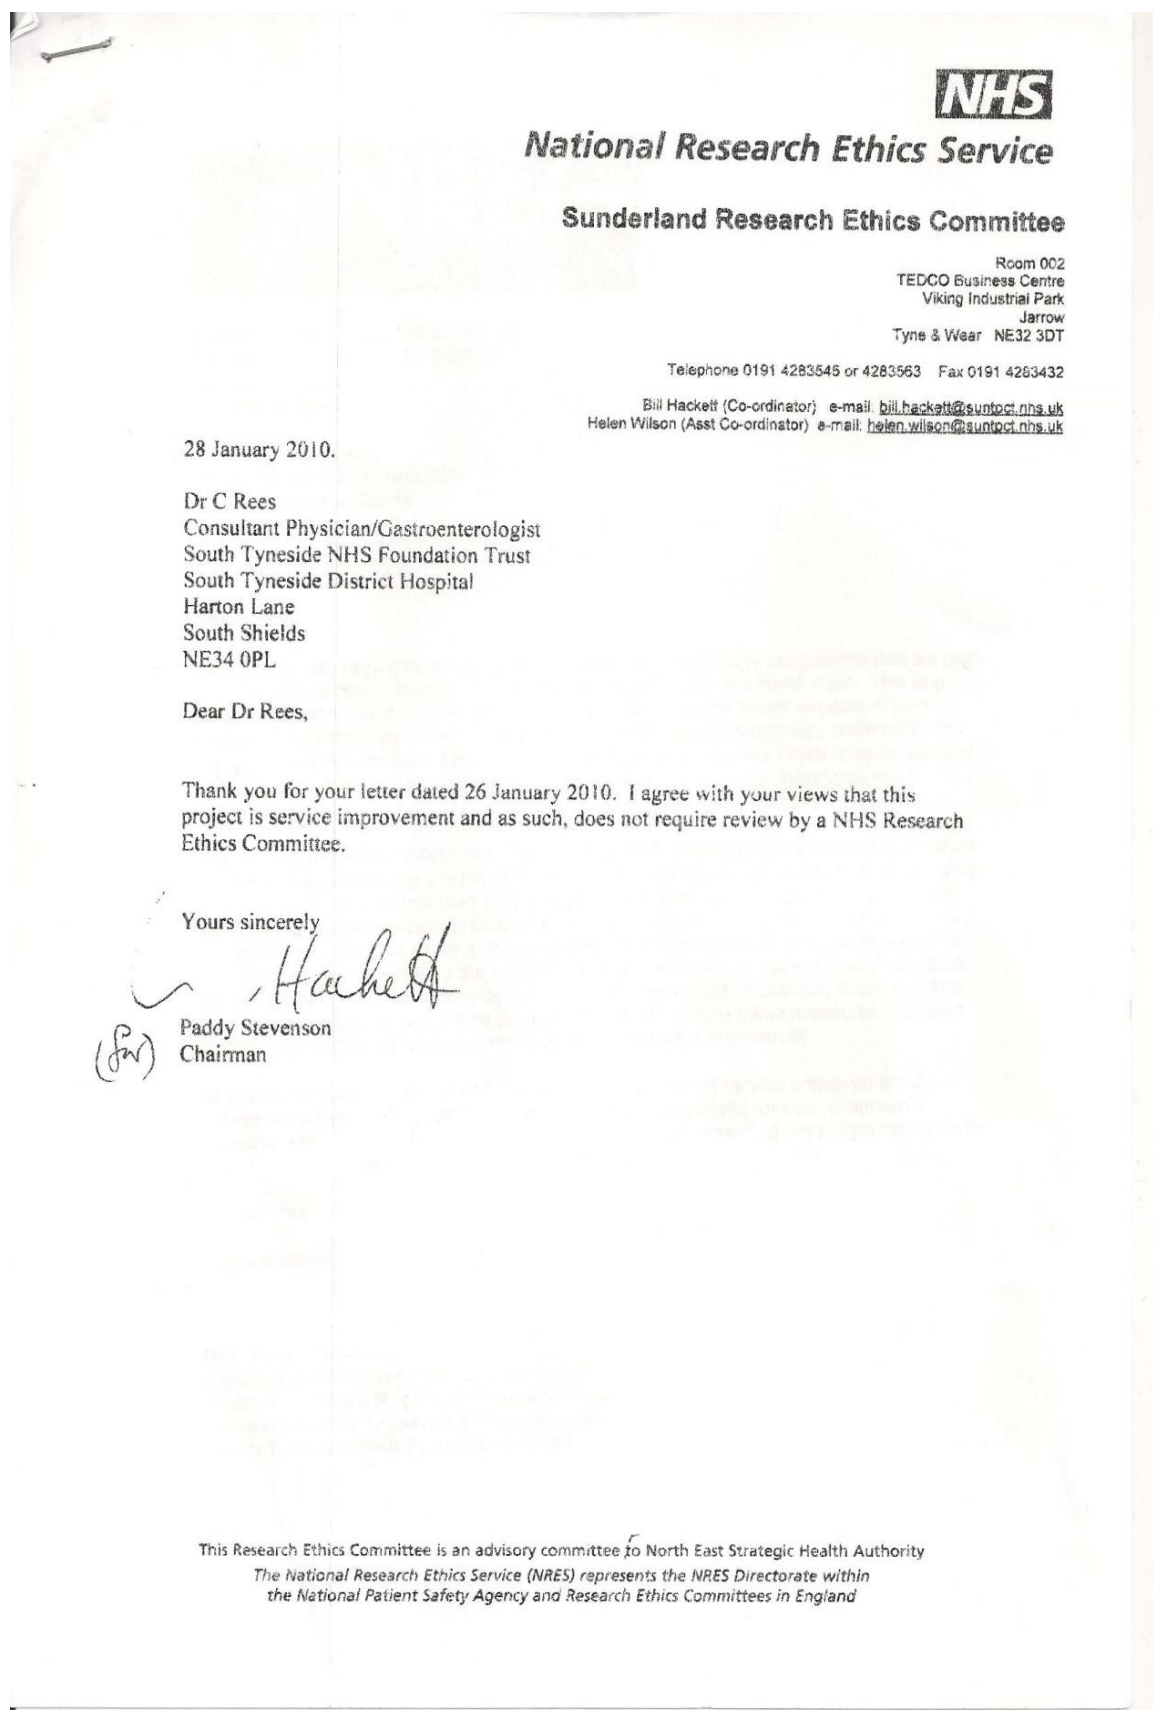 NHS
National Research Ethics Service
Sunderland Research Ethics Committee
Room 002
TEDCO Business Centre
Viking Industrial Park
Jarrow
Tyne & Wear NE32 3DT
Telephone 0191 4283545 or 4283563 Fax 0191 4283432
Bill Hackett (Co-ordinator) e-mail: bill.hackett@suntpct.nhs.uk
Helen Wilson (Asst Co-ordinator) e-mail: helen.wilson@suntpct.nhs.uk
28 January 2010.
Dr C Rees
Consultant Physician/Gastroenterologist
South Tyneside NHS Foundation Trust
South Tyneside District Hospital
Harton Lane
South Shields
NE34 0PL
Dear Dr Rees,
Thank you for your letter dated 26 January 2010. I agree with your views that this
project is service improvement and as such, does not require review by a NHS Research
Ethics Committee.
Yours sincerely
Hackett
Paddy Stevenson
(for) Chairman
This Research Ethics Committee is an advisory committee to North East Strategic Health Authority
The National Research Ethics Service (NRES) represents the NRES Directorate within
the National Patient Safety Agency and Research Ethics Committees in England